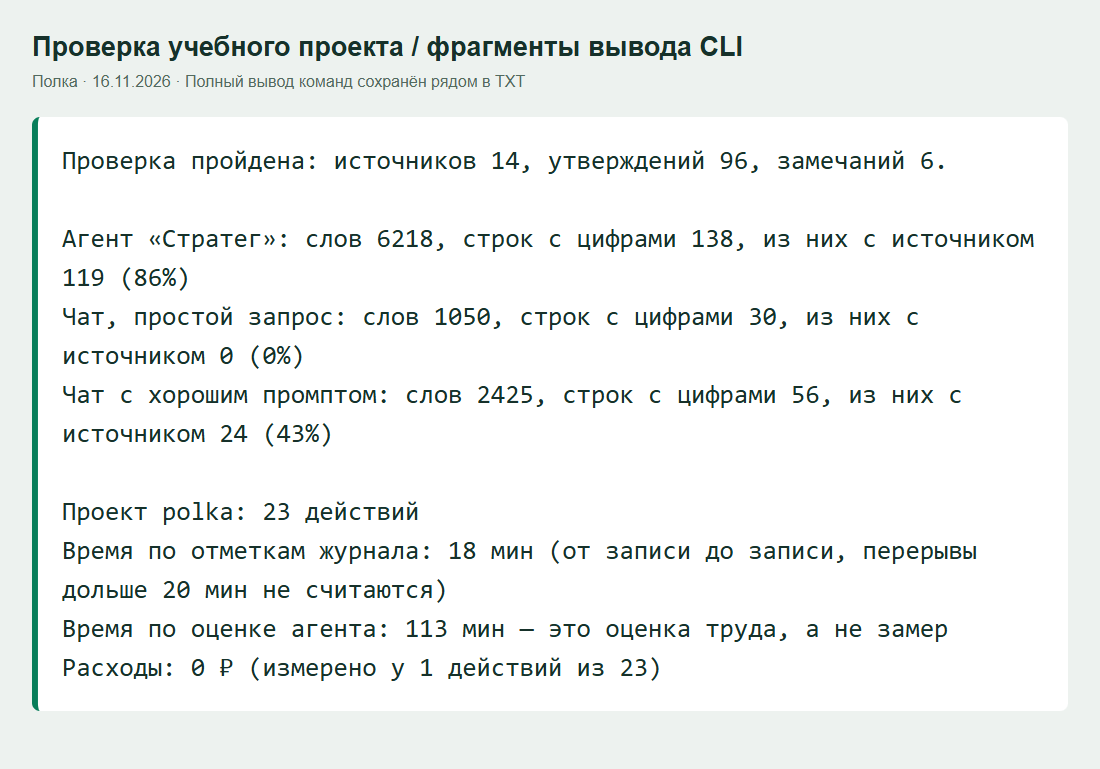 Проверка учебного проекта / фрагменты вывода CLI
Полка · 16.11.2026 · Полный вывод команд сохранён рядом в TXT
Проверка пройдена: источников 14, утверждений 96, замечаний 6.
Агент «Стратег»: слов 6218, строк с цифрами 138, из них с источником
119 (86%)
Чат, простой запрос: слов 1050, строк с цифрами 30, из них с
источником 0 (0%)
Чат с хорошим промптом: слов 2425, строк с цифрами 56, из них с
источником 24 (43%)
Проект polka: 23 действий
Время по отметкам журнала: 18 мин (от записи до записи, перерывы
дольше 20 мин не считаются)
Время по оценке агента: 113 мин — это оценка труда, а не замер
Расходы: 0 ₽ (измерено у 1 действий из 23)